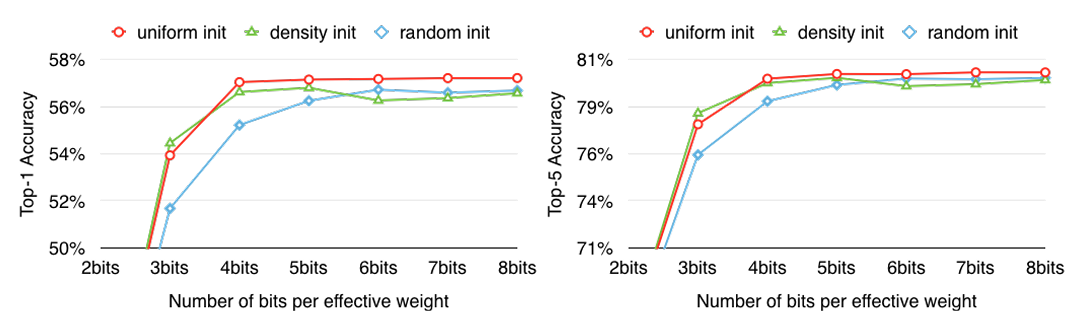 uniform init density init random init
58%
56%
54%
52%
50%
Top-1 Accuracy
2bits 3bits 4bits 5bits 6bits 7bits 8bits
Number of bits per effective weight
uniform init density init random init
81%
79%
76%
74%
71%
Top-5 Accuracy
2bits 3bits 4bits 5bits 6bits 7bits 8bits
Number of bits per effective weight